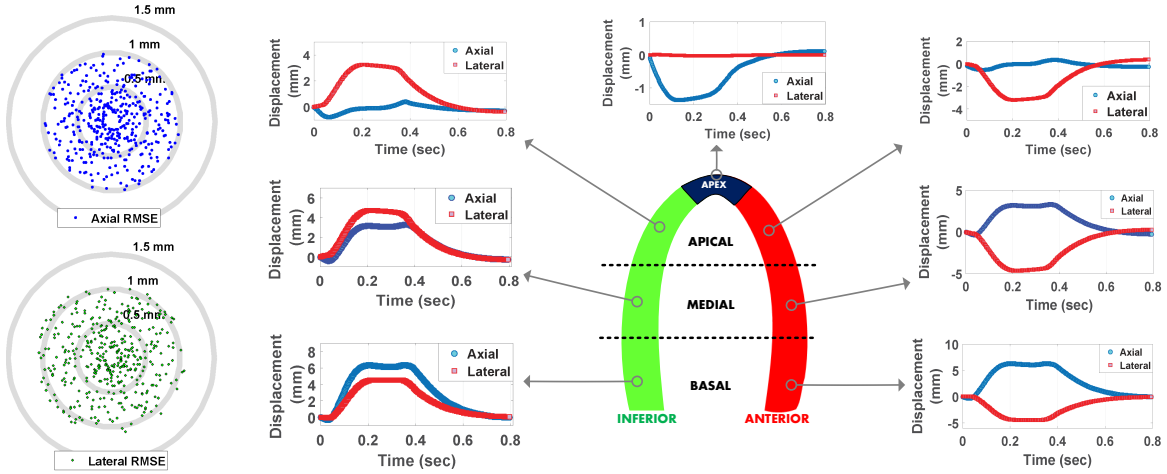 1.5 mm
1 mm
0.5 mm
Axial RMSE
1.5 mm
1 mm
0.5 mm
Lateral RMSE
Displacement
(mm)
5
0
0 0.2 0.4 0.6 0.8
Time (sec)
Axial
Lateral
Displacement
(mm)
1
0
-1
0 0.2 0.4 0.6 0.8
Time (sec)
Axial
Lateral
Displacement
(mm)
2
0
-2
-4
0 0.2 0.4 0.6 0.8
Time (sec)
Axial
Lateral
Displacement
(mm)
6
4
2
0
0 0.2 0.4 0.6 0.8
Time (sec)
Axial
Lateral
APEX
APICAL
MEDIAL
BASAL
INFERIOR
ANTERIOR
Displacement
(mm)
5
0
-5
0 0.2 0.4 0.6 0.8
Time (sec)
Axial
Lateral
Displacement
(mm)
8
6
4
2
0
0 0.2 0.4 0.6 0.8
Time (sec)
Axial
Lateral
Displacement
(mm)
10
5
0
-5
0 0.2 0.4 0.6 0.8
Time (sec)
Axial
Lateral